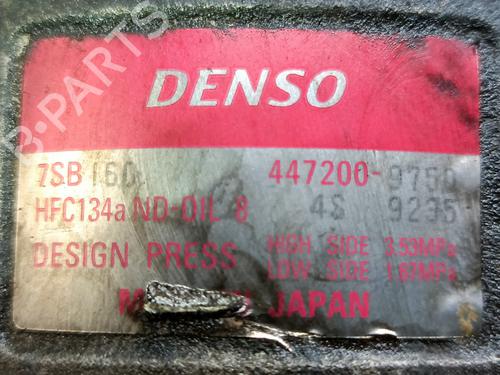 B-PARTS
DENSO
7SB16C 447200-9750
HFC134a ND-OIL 8 4S 9235
DESIGN PRESS HIGH SIDE 3.53MPa
LOW SIDE 1.67MPa
JAPAN